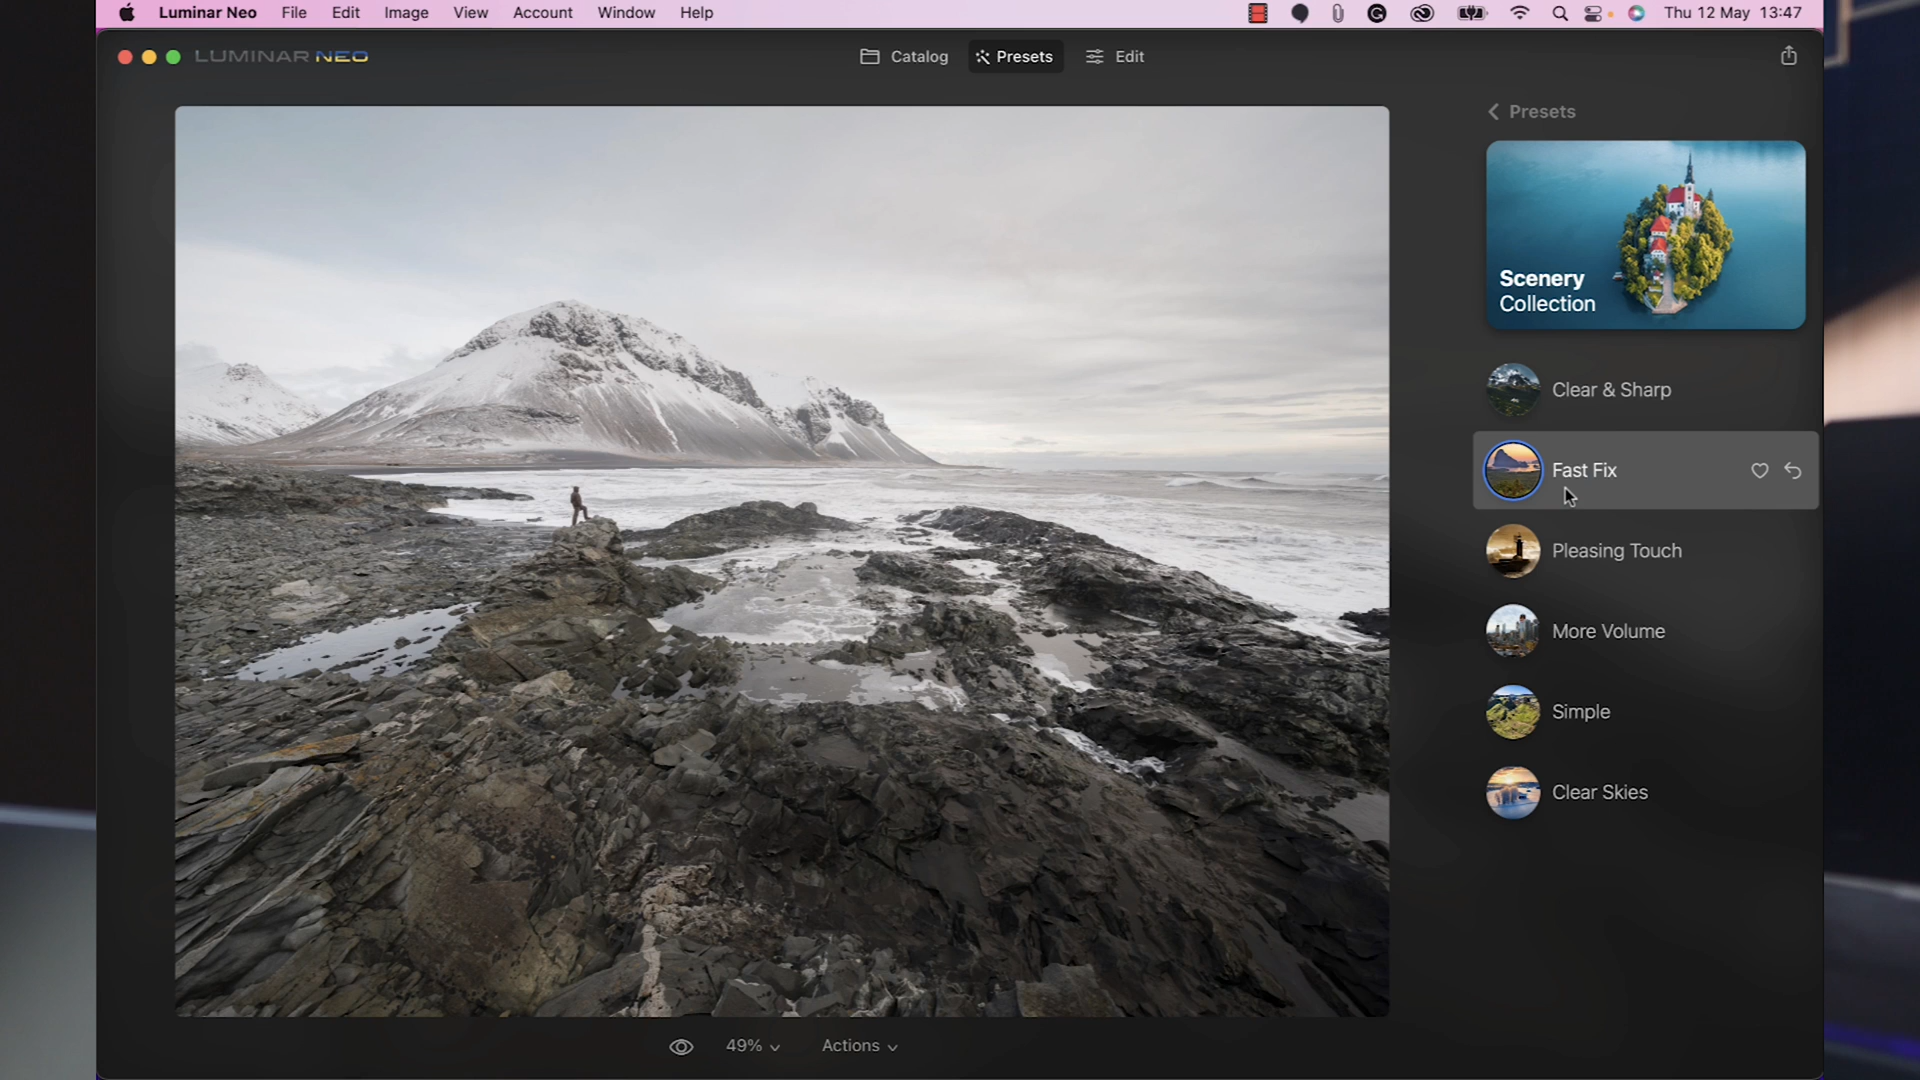 Luminar Neo File Edit Image View Account Window Help Thu 12 May 13:47
LUMINAR NEO Catalog Presets Edit
Presets
Scenery
Collection
Clear & Sharp
Fast Fix
Pleasing Touch
More Volume
Simple
Clear Skies
49% Actions